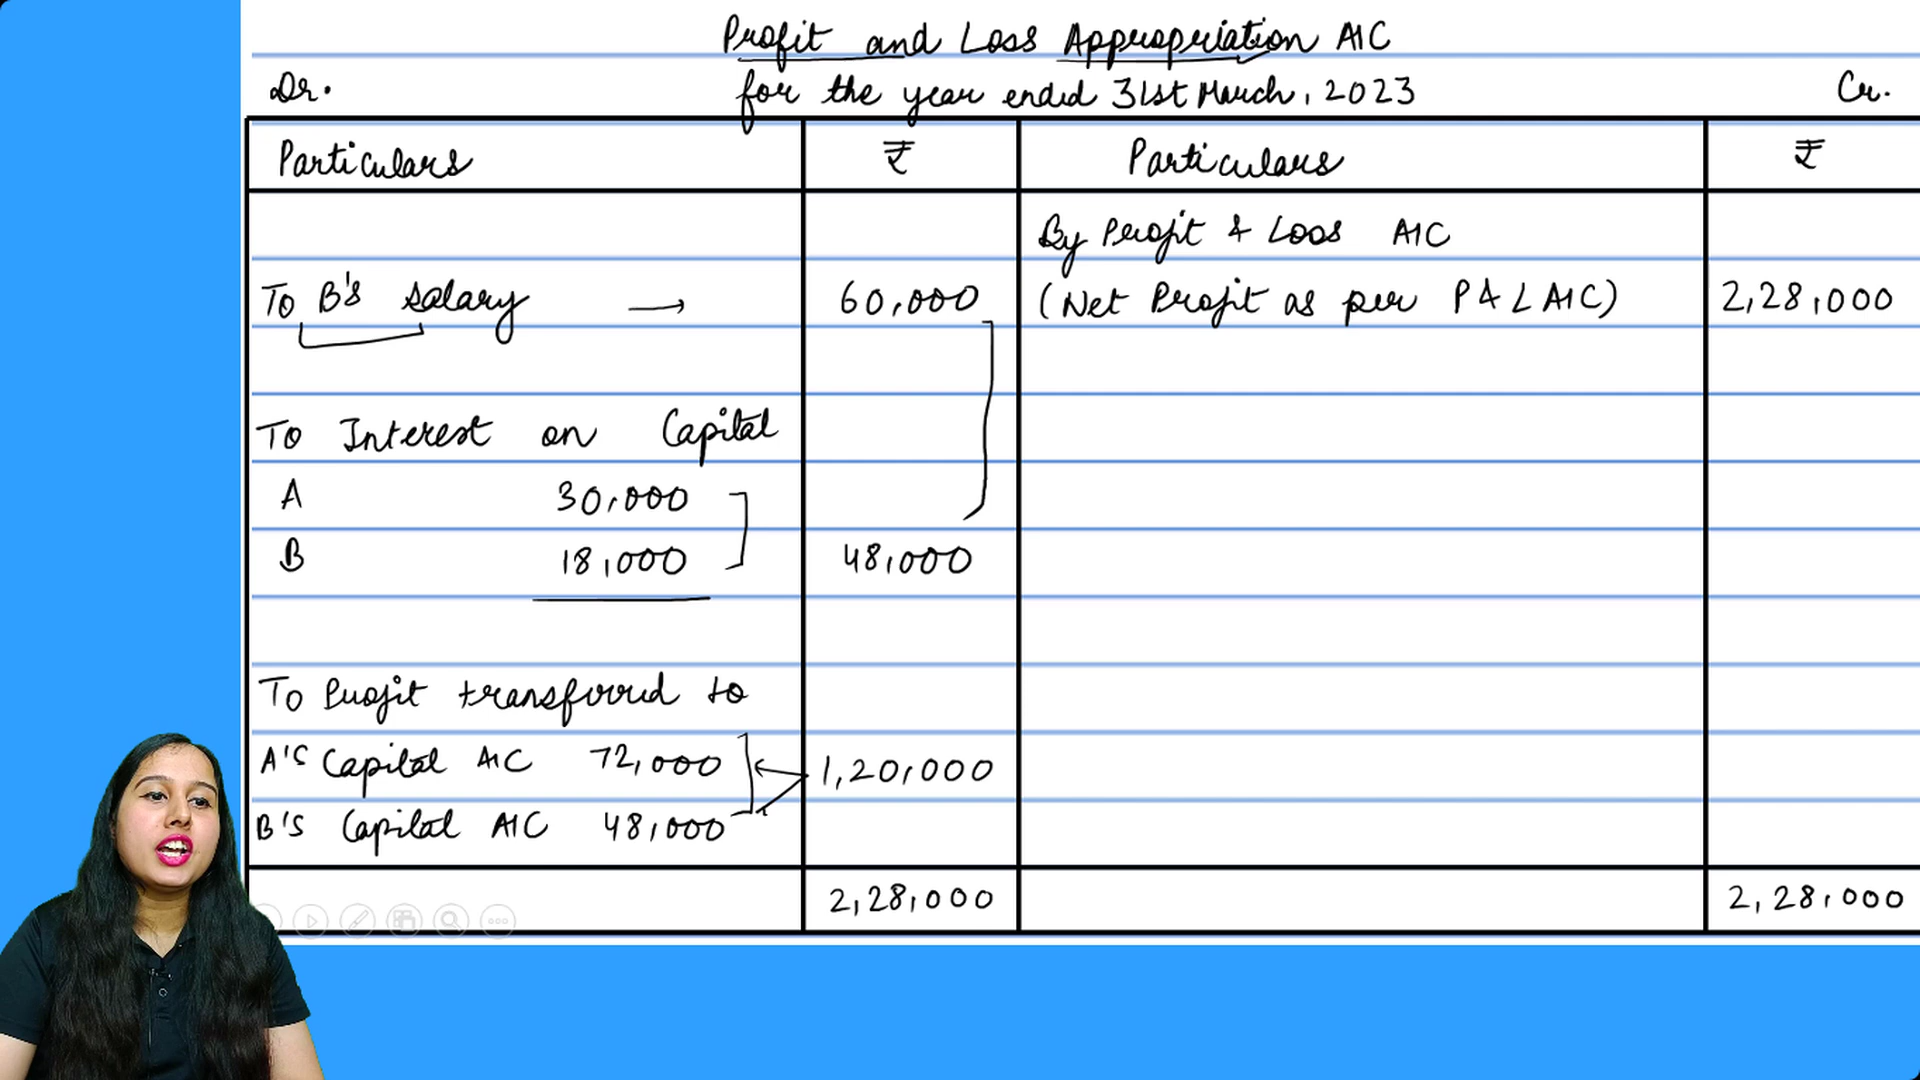 Profit and Loss Appropriation A/C
Dr. for the year ended 31st March, 2023 Cr.
Particulars ₹ Particulars ₹
By Profit & Loss A/C
To B's Salary 60,000 (Net Profit as per P & L A/C) 2,28,000
To Interest on Capital
A 30,000
B 18,000 48,000
To Profit transferred to
A's Capital A/C 72,000 1,20,000
B's Capital A/C 48,000
2,28,000 2,28,000